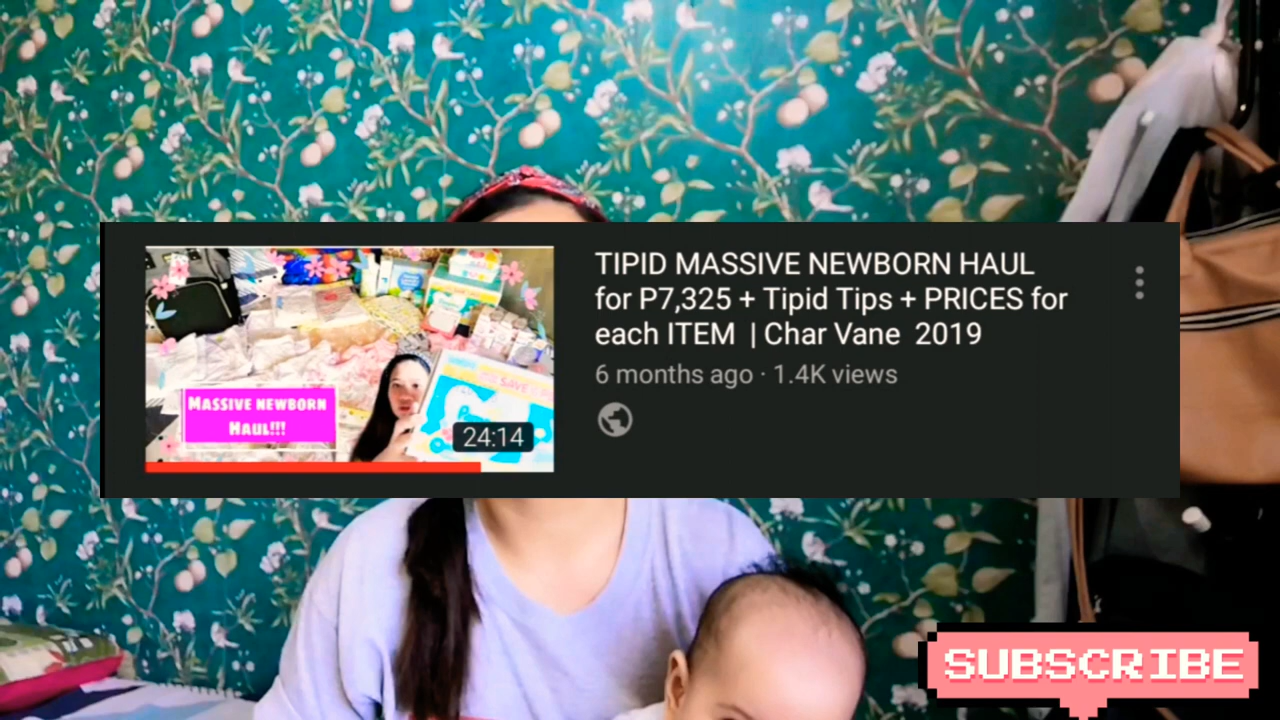 TIPID MASSIVE NEWBORN HAUL
for P7,325 + Tipid Tips + PRICES for
each ITEM | Char Vane 2019
6 months ago · 1.4K views
MASSIVE NEWBORN
HAUL!!!
24:14
SUBSCRIBE